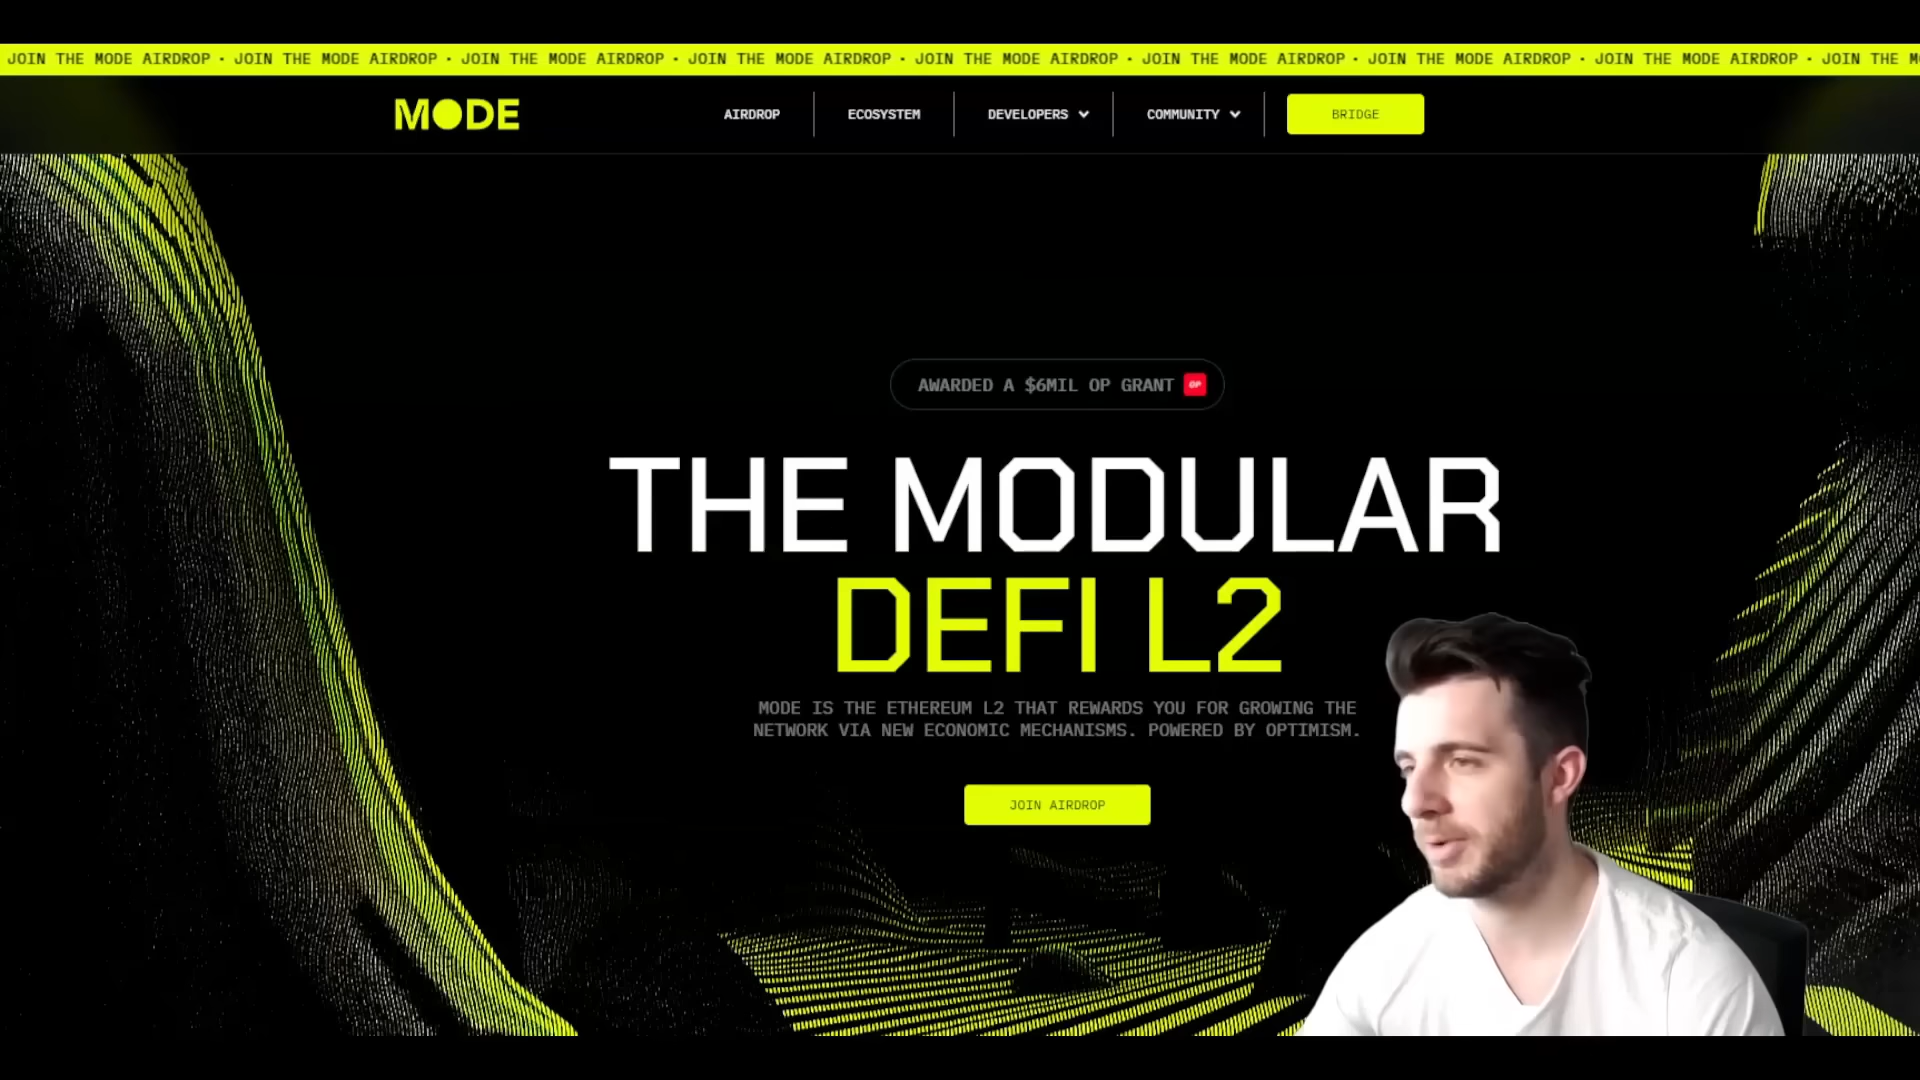 JOIN THE MODE AIRDROP · JOIN THE MODE AIRDROP · JOIN THE MODE AIRDROP · JOIN THE MODE AIRDROP · JOIN THE MODE AIRDROP · JOIN THE MODE AIRDROP · JOIN THE MODE AIRDROP · JOIN THE MODE AIRDROP · JOIN THE M
MODE
AIRDROP
ECOSYSTEM
DEVELOPERS
COMMUNITY
BRIDGE
AWARDED A $6MIL OP GRANT OP
THE MODULAR
DEFI L2
MODE IS THE ETHEREUM L2 THAT REWARDS YOU FOR GROWING THE
NETWORK VIA NEW ECONOMIC MECHANISMS. POWERED BY OPTIMISM.
JOIN AIRDROP